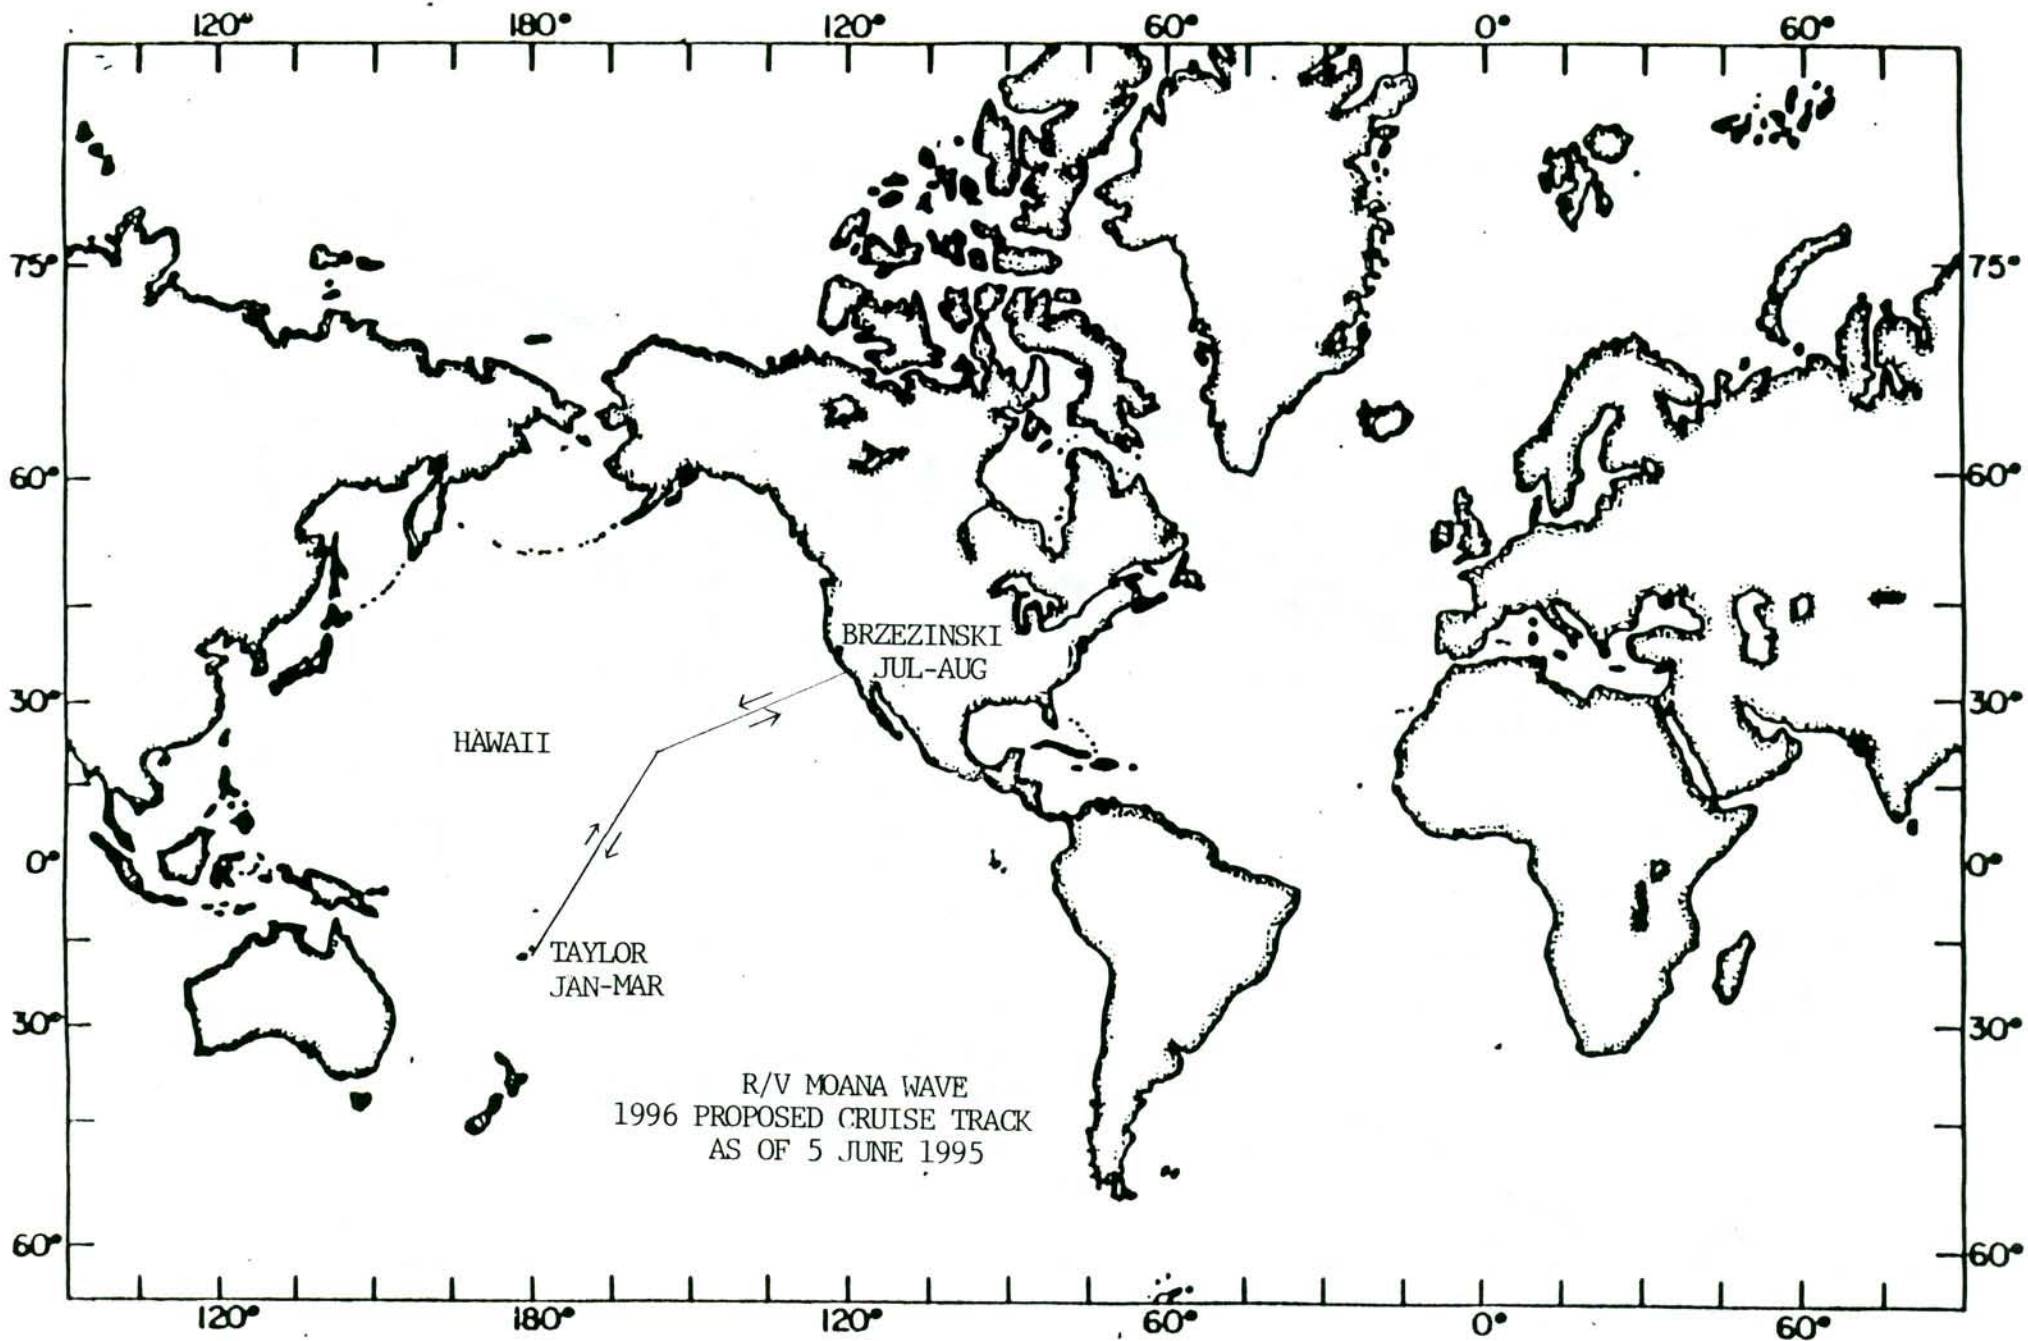 120° 180° 120° 60° 0° 60°
75° 75°
60° 60°
BRZEZINSKI
JUL-AUG
30° 30°
HAWAII
0° 0°
TAYLOR
JAN-MAR
30° 30°
R/V MOANA WAVE
1996 PROPOSED CRUISE TRACK
AS OF 5 JUNE 1995
60° 60°
120° 180° 120° 60° 0° 60°